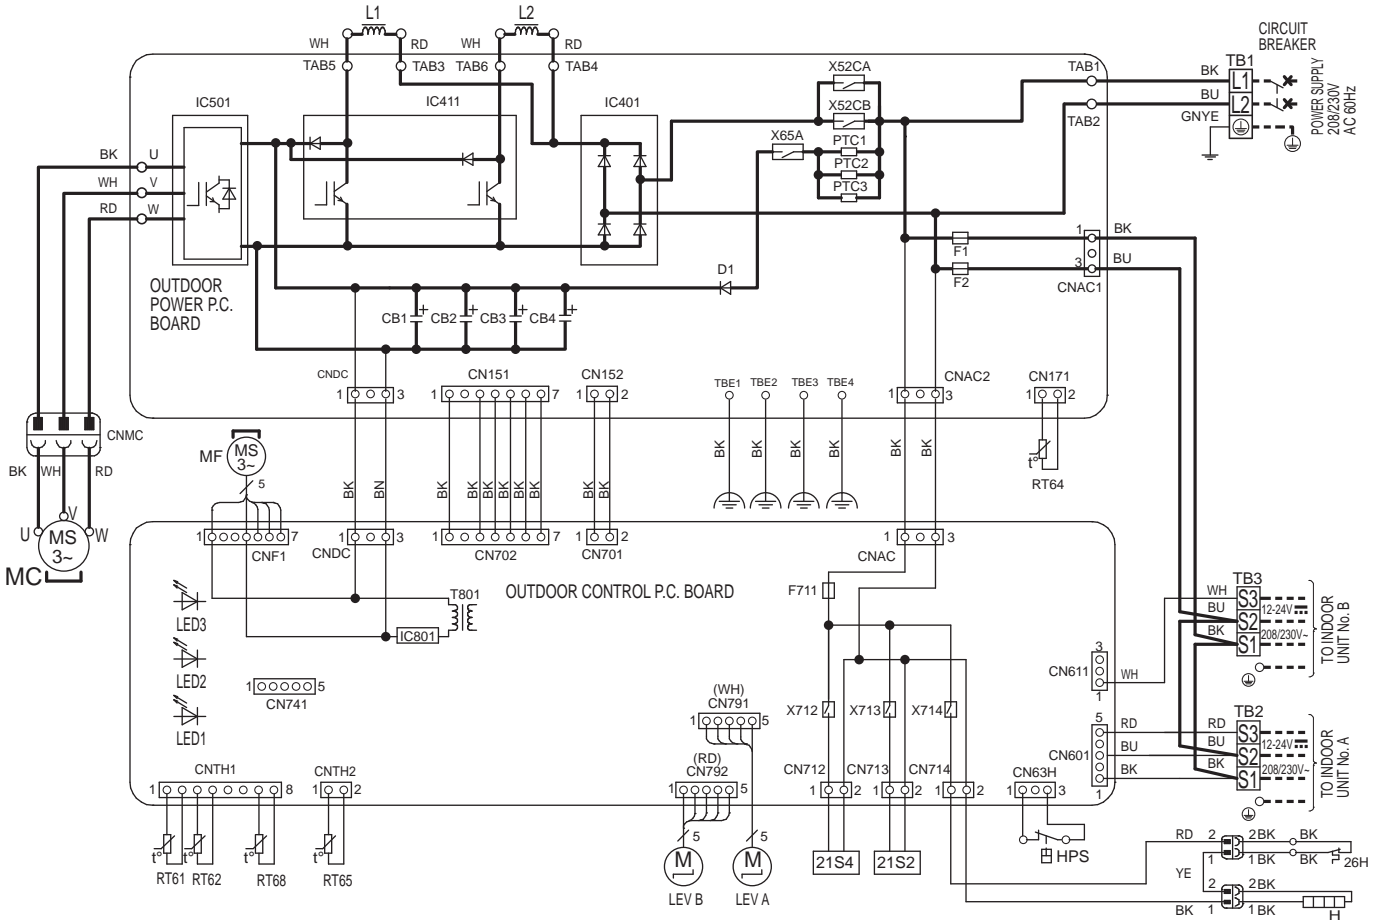 L1
L2
WH
RD
WH
RD
TAB5
TAB3
TAB6
TAB4
CIRCUIT
BREAKER
X52CA
TAB1
BK
TB1
L1
IC501
IC411
IC401
X52CB
BU
L2
TAB2
GNYE
POWER SUPPLY
208/230V
AC 60Hz
X65A
PTC1
PTC2
PTC3
BK
U
WH
V
RD
W
1
BK
F1
3
BU
F2
CNAC1
D1
OUTDOOR
POWER P.C.
BOARD
CB1
+
CB2
+
CB3
+
CB4
+
CNDC
1
3
CN151
1
7
CN152
1
2
TBE1
TBE2
TBE3
TBE4
CNAC2
1
3
CN171
1
2
CNMC
BK
WH
RD
MF
MS
3~
5
BK
BN
BK
BK
BK
BK
BK
BK
BK
BK
BK
BK
BK
BK
BK
BK
t°
RT64
U
V
W
MS
3~
MC
1
7
CNF1
CNDC
3
1
7
CN702
1
2
CN701
CNAC
1
3
OUTDOOR CONTROL P.C. BOARD
F711
T801
IC801
LED3
LED2
LED1
1
5
CN741
TB3
WH
S3
BU
12-24V
S2
BK
208/230V~
S1
TO INDOOR
UNIT No. B
3
CN611
WH
1
(WH)
CN791
1
5
X712
X713
X714
TB2
5
RD
RD
S3
BU
12-24V
CN601
BU
S2
BK
208/230V~
BK
S1
1
TO INDOOR
UNIT No. A
(RD)
CN792
1
5
CNTH1
1
8
CNTH2
1
2
CN712
1
2
CN713
1
2
CN714
1
2
CN63H
1
3
t°
RT61
t°
RT62
t°
RT68
t°
RT65
5
M
LEV B
5
M
LEV A
21S4
21S2
HPS
RD
2
2BK
BK
1
1BK
BK
26H
YE
2
2BK
BK
1
1BK
H